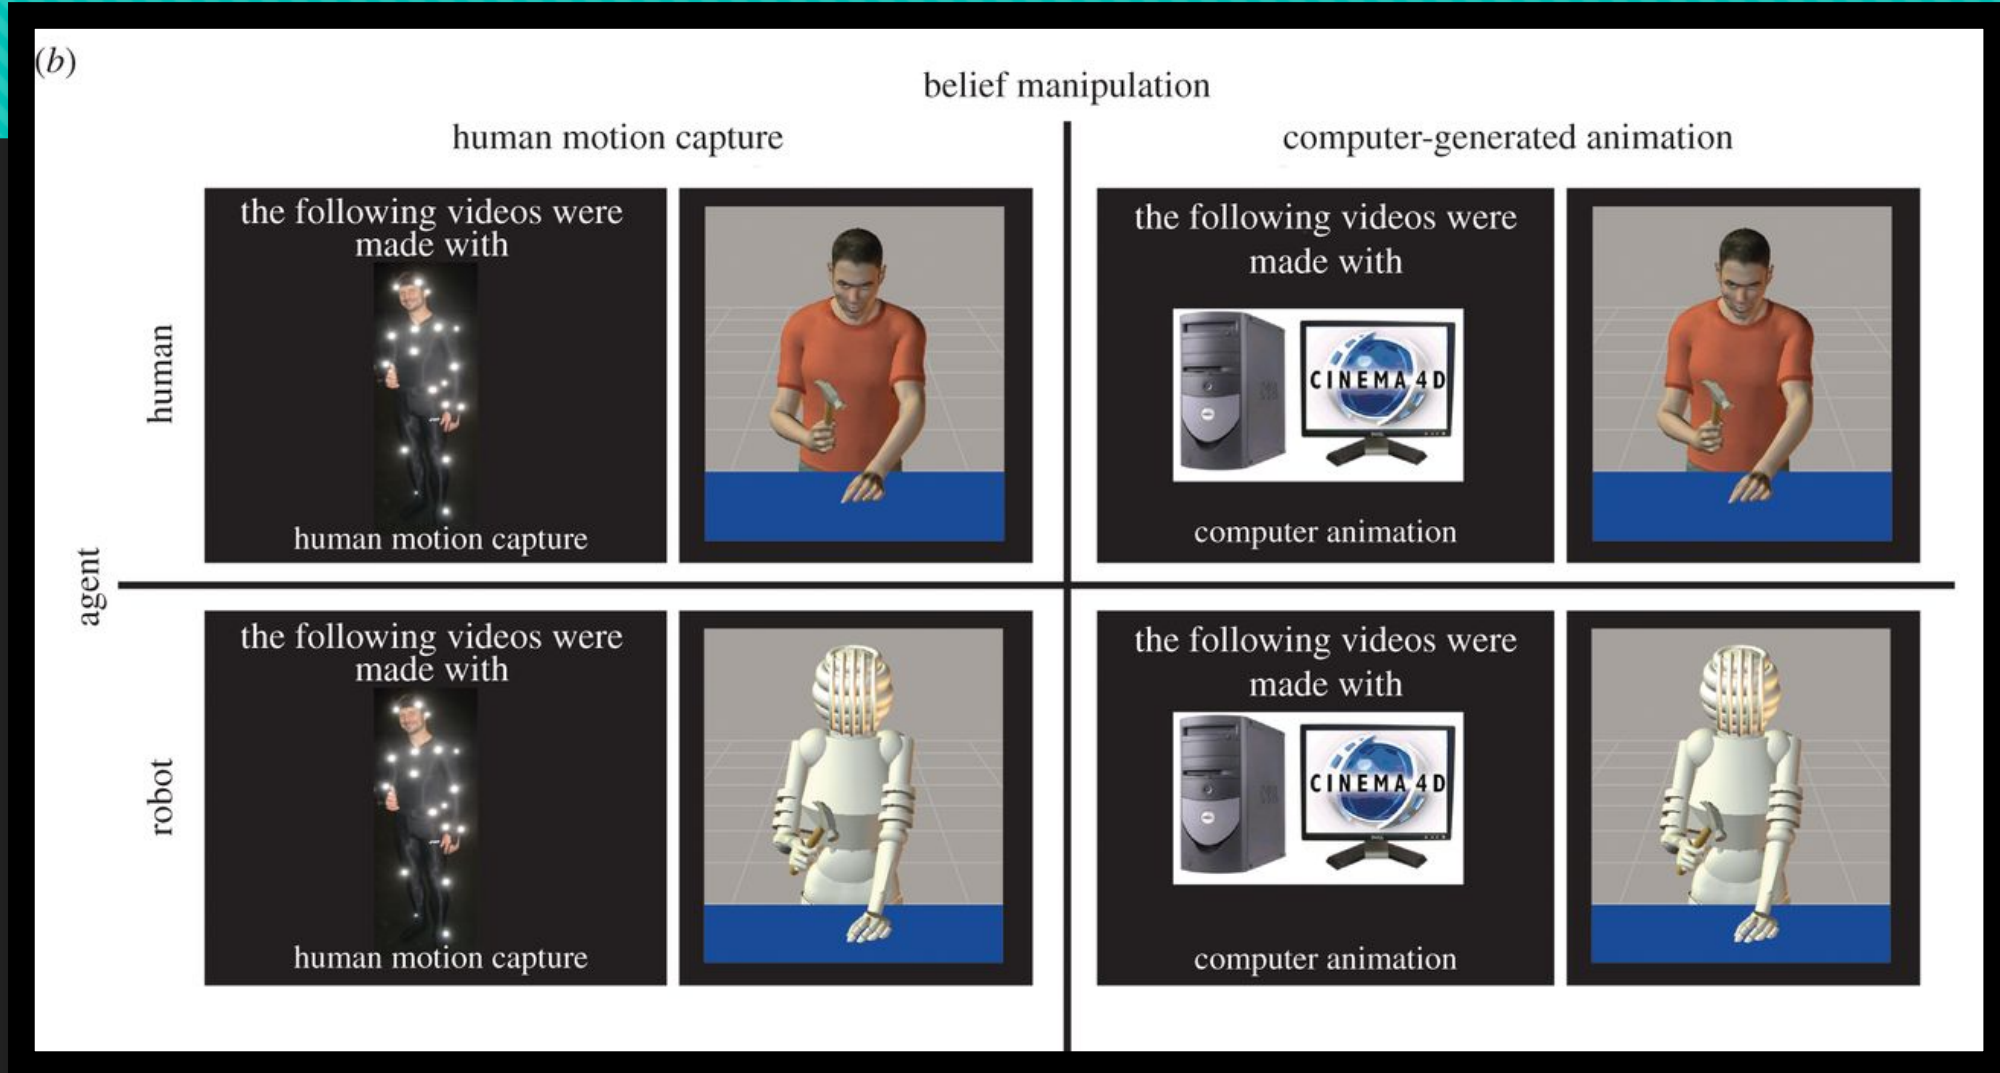 (b)
belief manipulation
human motion capture
computer-generated animation
human
the following videos were
made with
human motion capture
the following videos were
made with
CINEMA 4D
computer animation
agent
robot
the following videos were
made with
human motion capture
the following videos were
made with
CINEMA 4D
computer animation